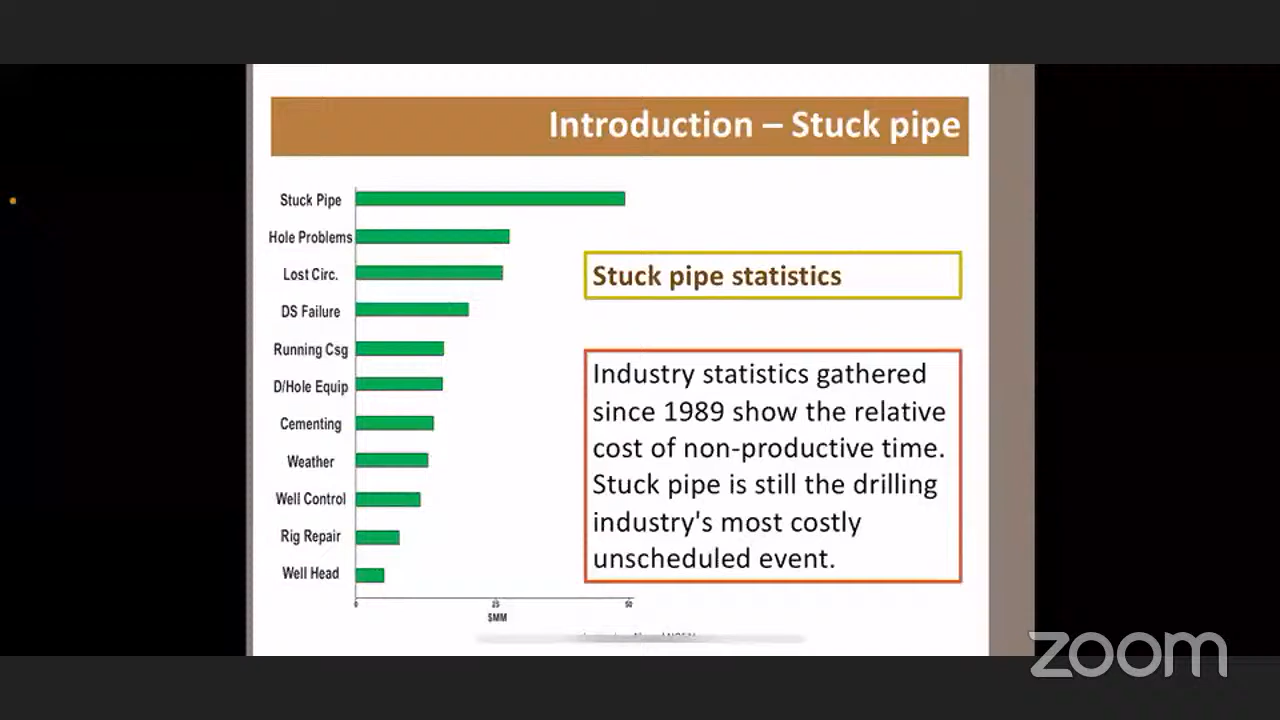 Introduction – Stuck pipe
Stuck Pipe
Hole Problems
Lost Circ.
DS Failure
Running Csg
D/Hole Equip
Cementing
Weather
Well Control
Rig Repair
Well Head
0 25 50
$MM
Stuck pipe statistics
Industry statistics gathered
since 1989 show the relative
cost of non-productive time.
Stuck pipe is still the drilling
industry's most costly
unscheduled event.
zoom